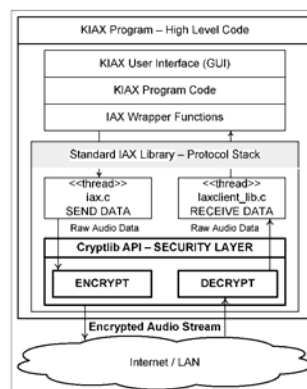 KIAX Program – High Level Code
KIAX User Interface (GUI)
KIAX Program Code
IAX Wrapper Functions
Standard IAX Library – Protocol Stack
<<thread>>
iax.c
SEND DATA
<<thread>>
Iaxclient_lib.c
RECEIVE DATA
Raw Audio Data
Raw Audio Data
Cryptlib API – SECURITY LAYER
ENCRYPT
DECRYPT
Encrypted Audio Stream
Internet / LAN